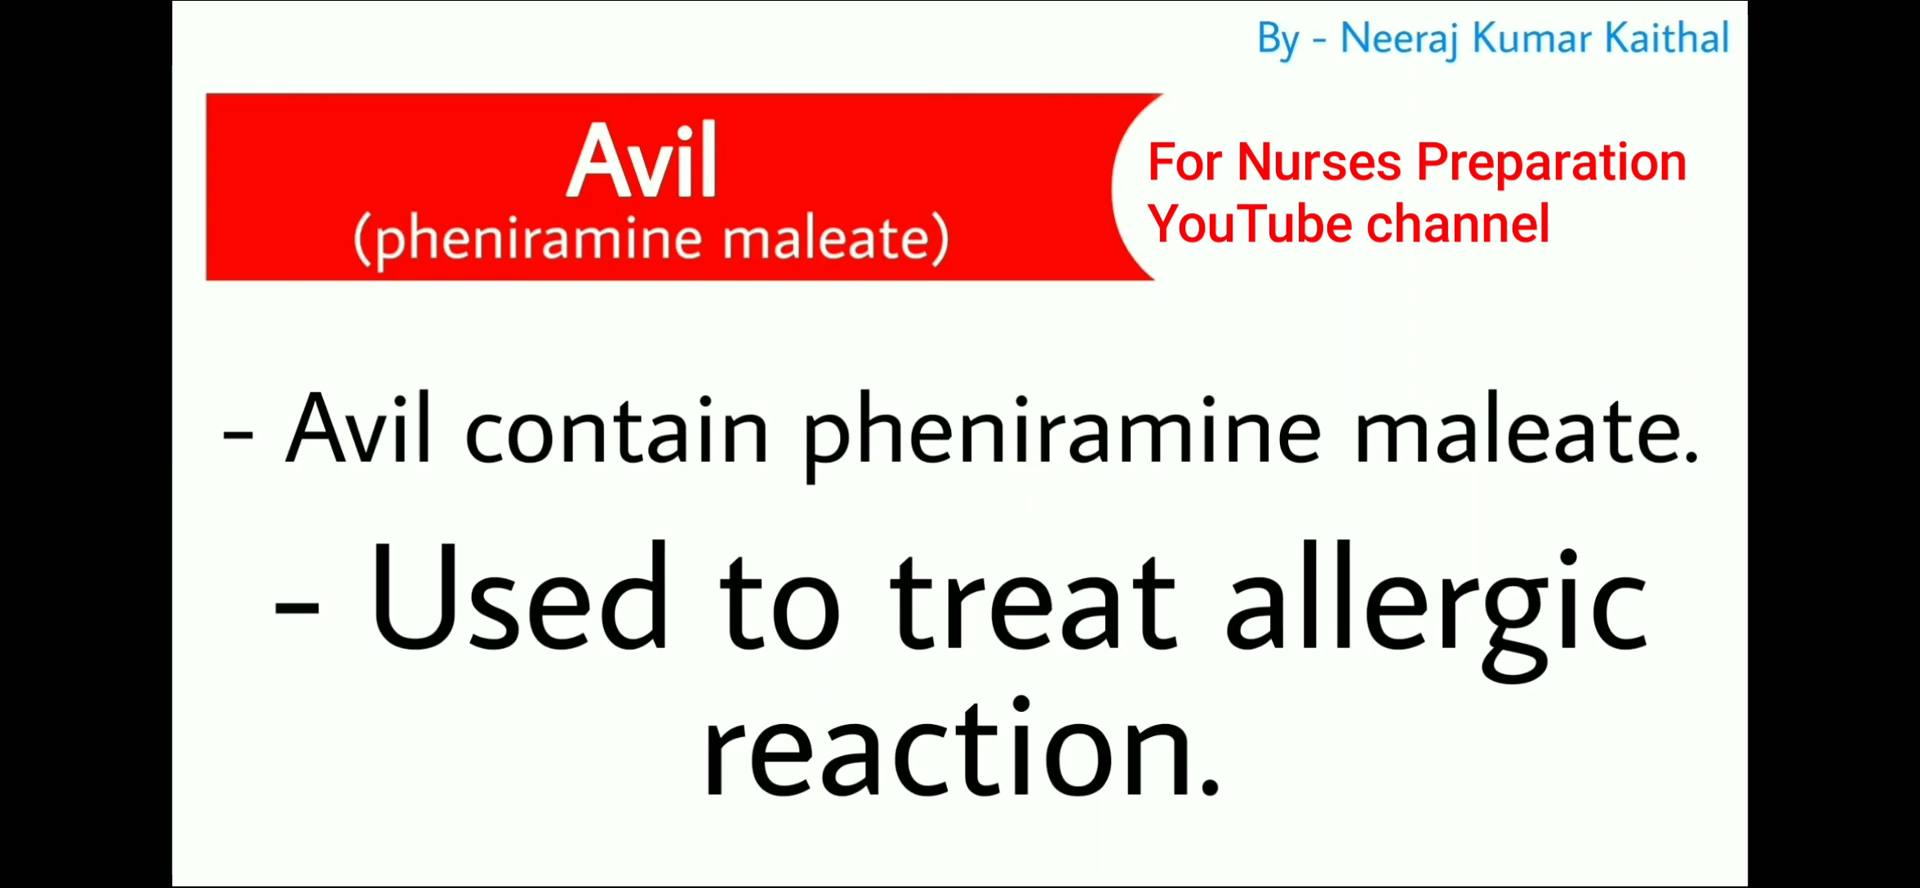 By - Neeraj Kumar Kaithal
Avil
(pheniramine maleate)
For Nurses Preparation
YouTube channel
- Avil contain pheniramine maleate.
- Used to treat allergic
reaction.